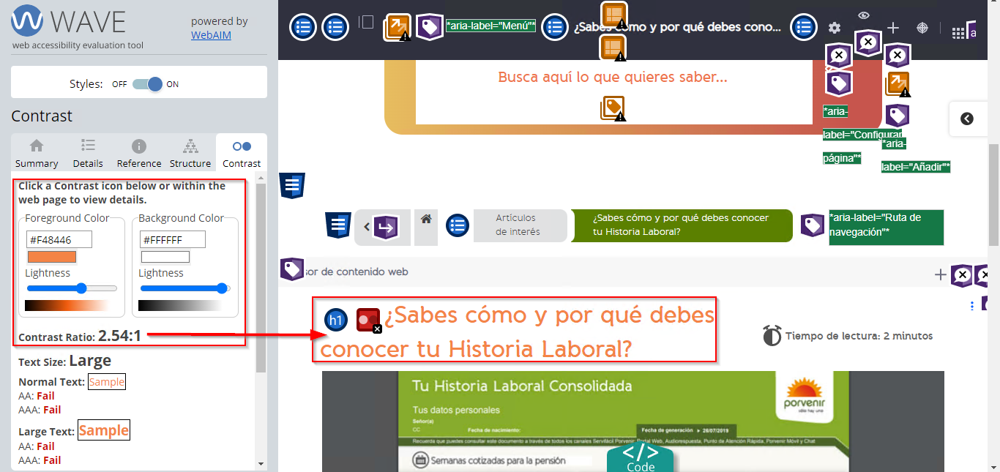 WAVE
web accessibility evaluation tool
powered by
WebAIM
Styles: OFF ON
Contrast
Summary
Details
Reference
Structure
Contrast
Click a Contrast icon below or within the
web page to view details.
Foreground Color
#F48446
Lightness
Background Color
#FFFFFF
Lightness
Contrast Ratio: 2.54:1
Text Size: Large
Normal Text: Sample
AA: Fail
AAA: Fail
Large Text: Sample
AA: Fail
AAA: Fail
*aria-label="Menú"*
¿Sabes cómo y por qué debes cono...
a
Busca aquí lo que quieres saber...
*aria-
label="Configurar
página"*
*aria-
label="Añadir"*
Artículos
de interés
¿Sabes cómo y por qué debes conocer
tu Historia Laboral?
*aria-label="Ruta de
navegación"*
sor de contenido web
h1
¿Sabes cómo y por qué debes
conocer tu Historia Laboral?
Tiempo de lectura: 2 minutos
Tu Historia Laboral Consolidada
Tus datos personales
Señor(a)
CC
Fecha de nacimiento:
Fecha de generación 26/07/2019
Recuerda que puedes consultar este documento a través de todos los canales Servifácil Porvenir, Portal Web, Audiorespuesta, Punto de Atención Rápida, Porvenir Móvil y Chat
Semanas cotizadas para la pensión
porvenir
</>
Code